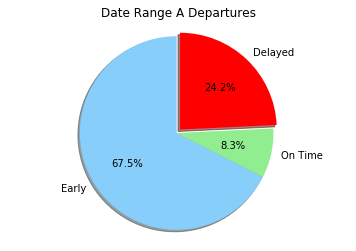 Date Range A Departures
Delayed
24.2%
8.3%
On Time
67.5%
Early